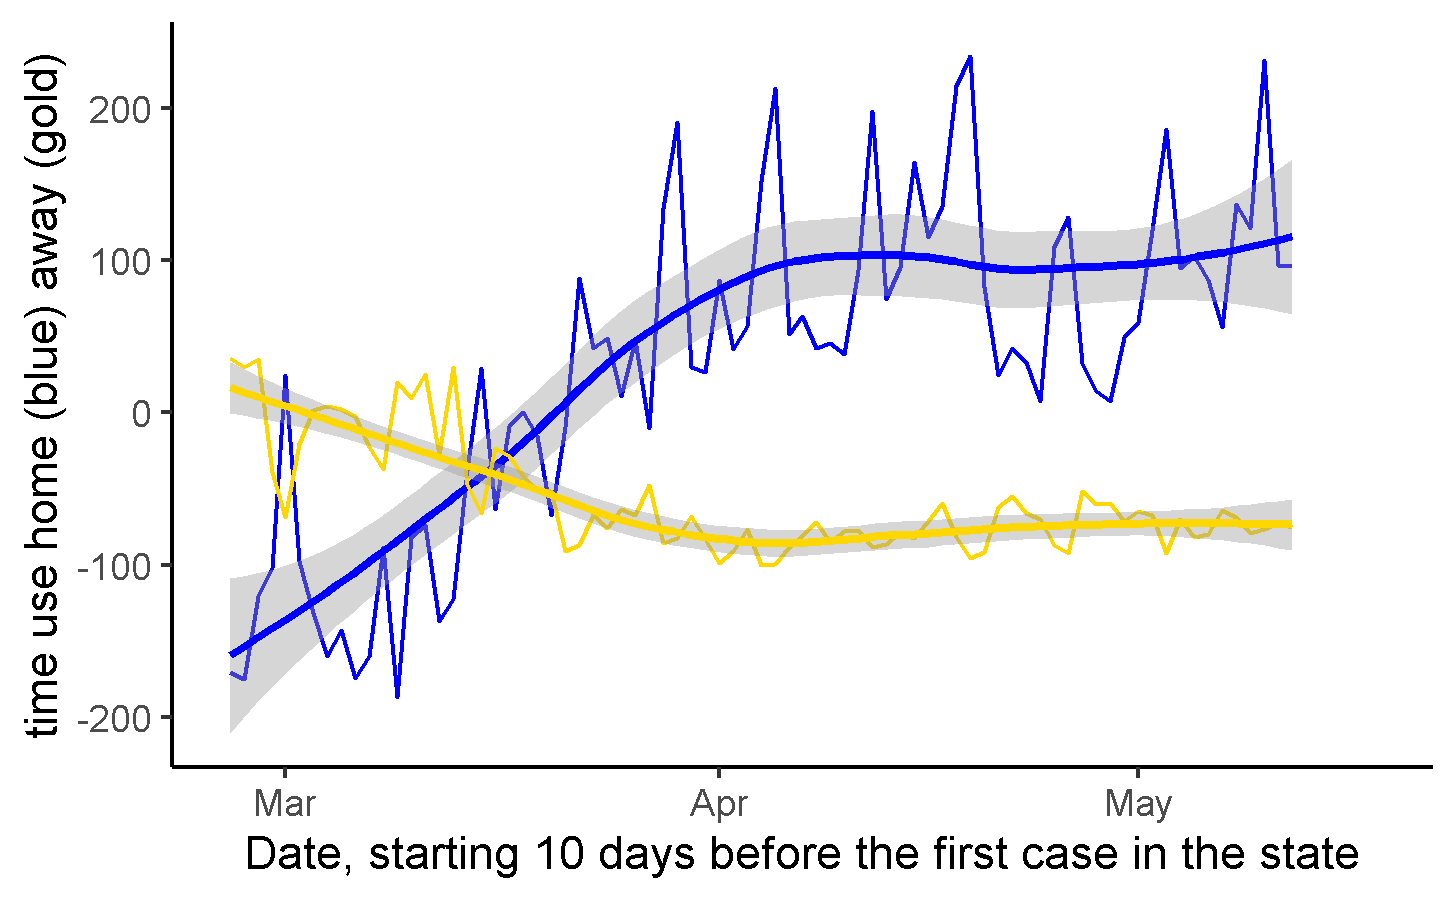 time use home (blue) away (gold)
200
100
0
-100
-200
Mar Apr May
Date, starting 10 days before the first case in the state